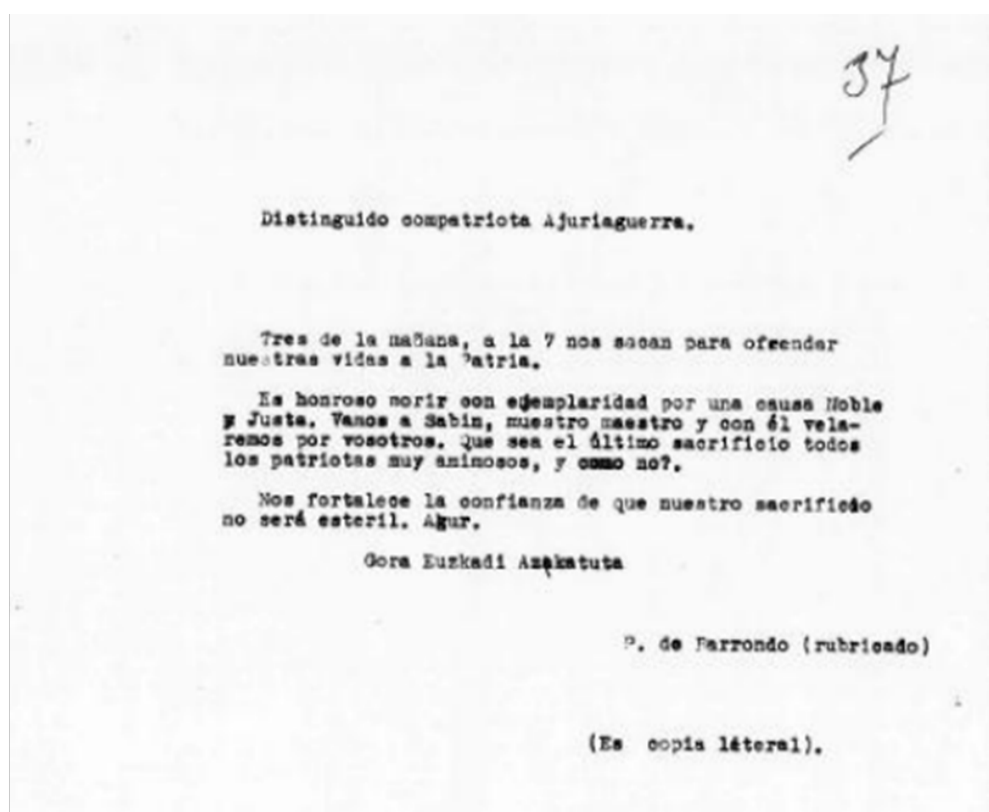 37
Distinguido compatriota Ajuriaguerra.
Tres de la mañana, a la 7 nos sacan para ofrendar
nuestras vidas a la Patria.
Es honroso morir con ejemplaridad por una causa Noble
y Justa. Vamos a Sabin, nuestro maestro y con él vela-
remos por vosotros. Que sea el último sacrificio todos
los patriotas muy animosos, y como no?.
Nos fortalece la confianza de que nuestro sacrificio
no será esteril. Agur.
Gora Euzkadi Azakatuta
P. de Farrondo (rubricado)
(Es copia literal).